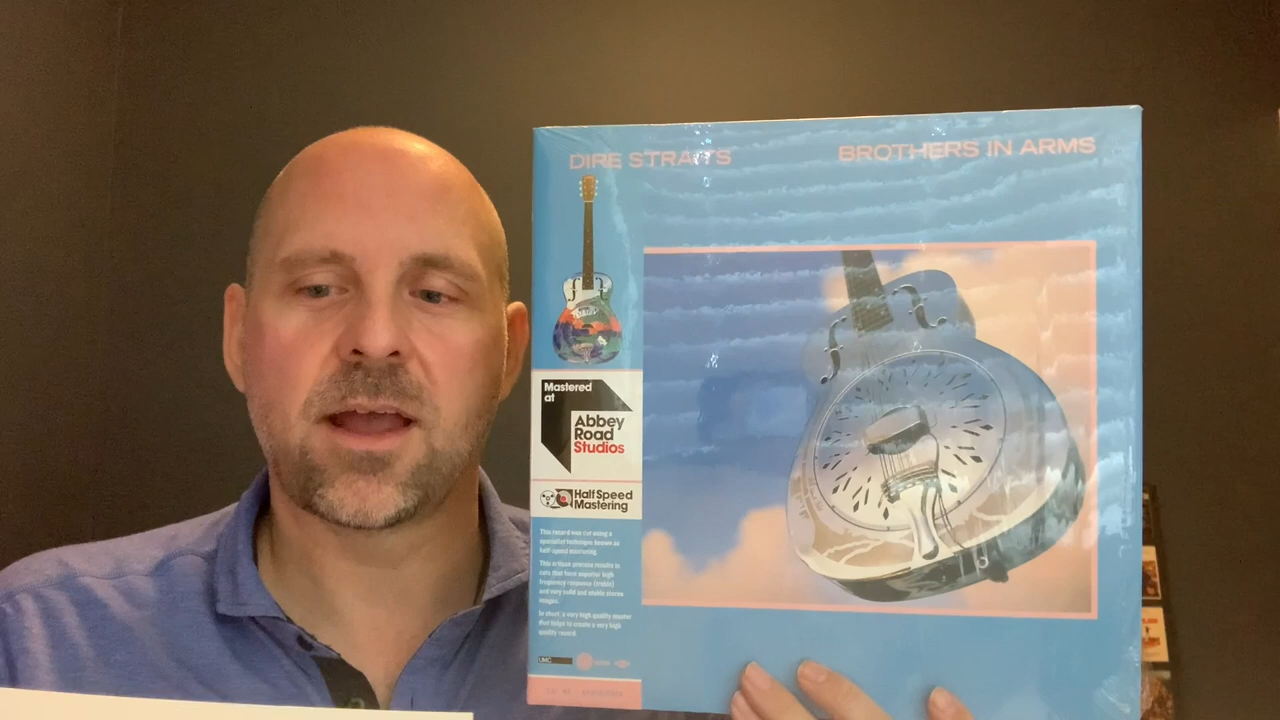 DIRE STRAITS
BROTHERS IN ARMS
Mastered
at
Abbey
Road
Studios
Half Speed
Mastering
This record was cut using a
specialist technique known as
half-speed mastering.
This artisan process results in
cuts that have superior high
frequency response (treble)
and very solid and stable stereo
images.
In short, a very high quality master
that helps to create a very high
quality record.
UMC